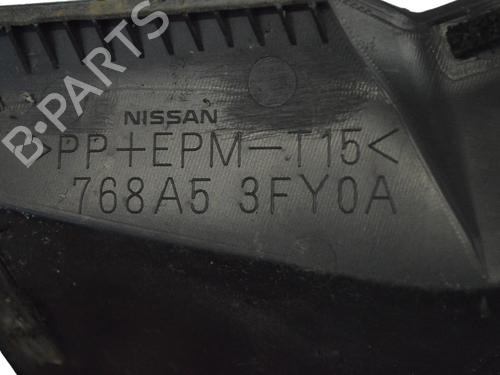 B-PARTS
NISSAN
>PP+EPM-T15<
768A5 3FY0A